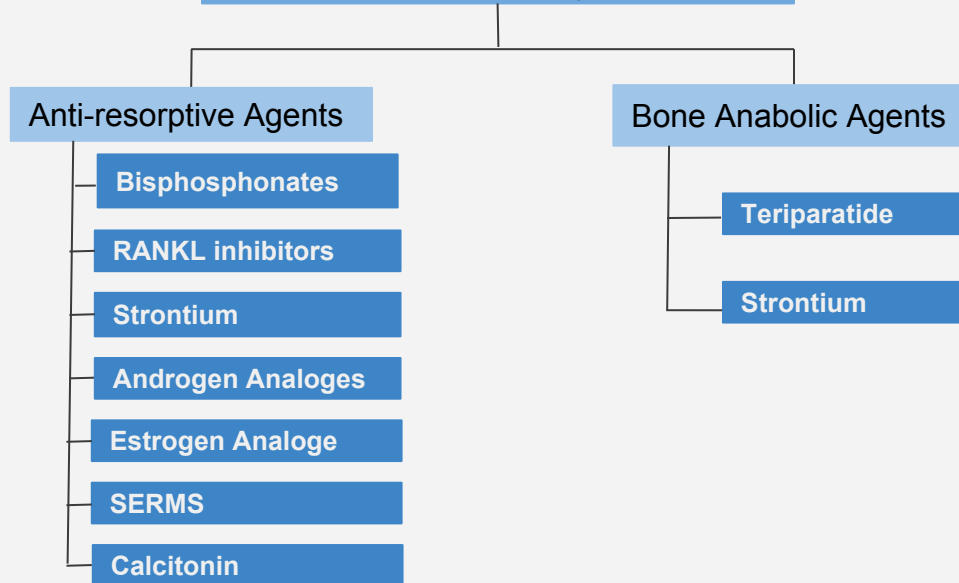 Anti-resorptive Agents
Bisphosphonates
RANKL inhibitors
Strontium
Androgen Analoges
Estrogen Analoge
SERMS
Calcitonin
Bone Anabolic Agents
Teriparatide
Strontium